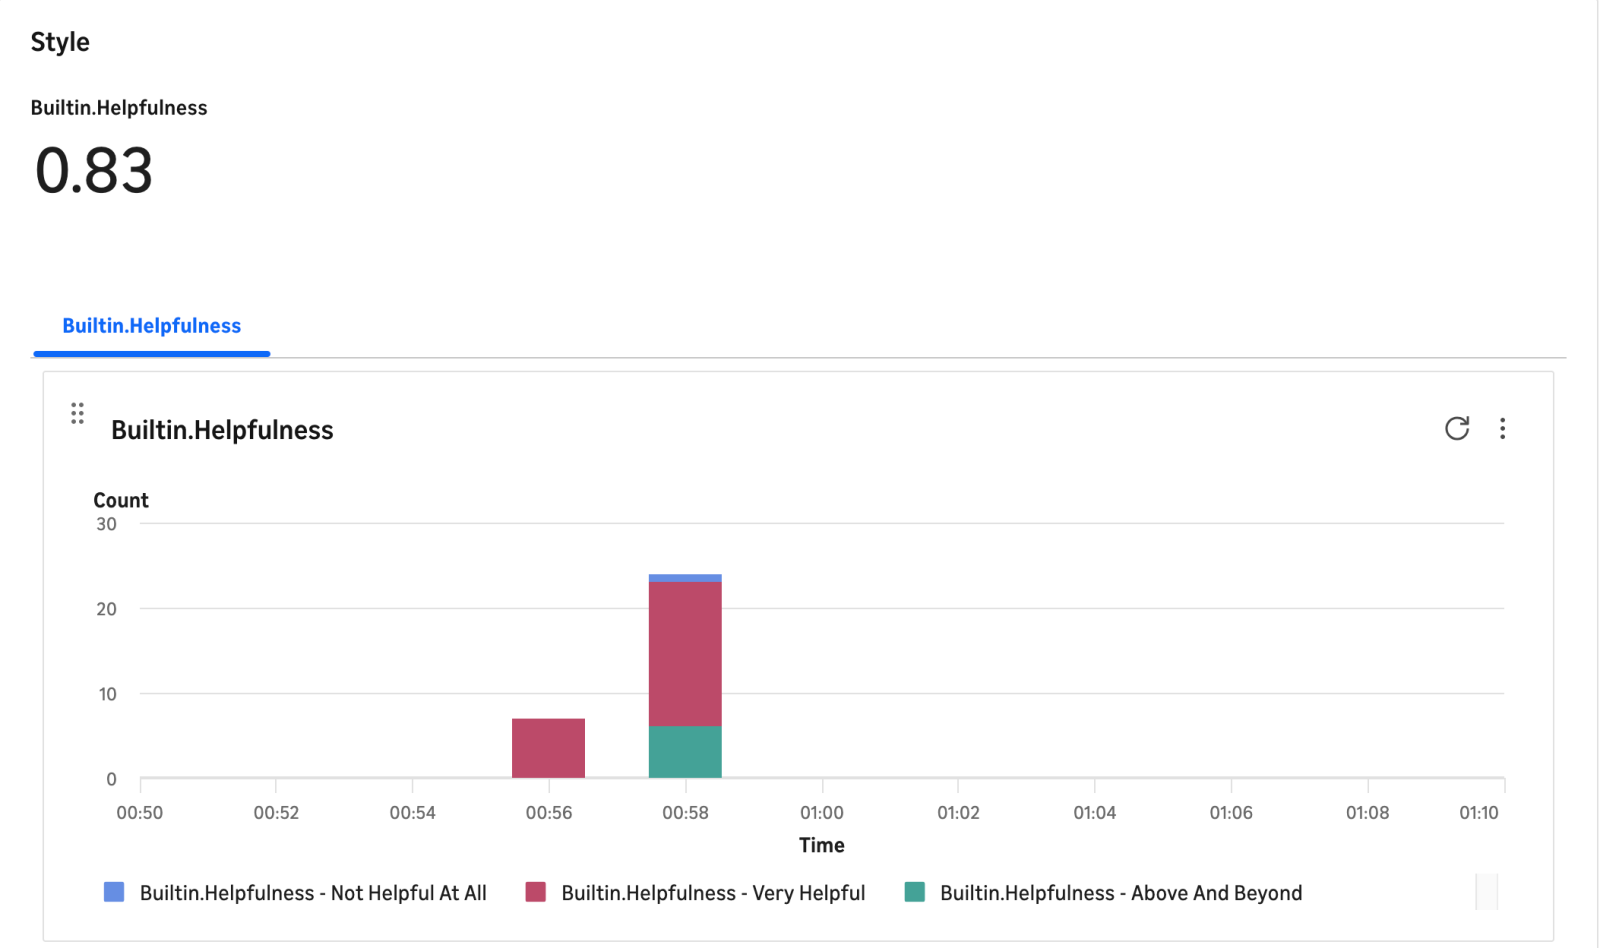 Style
Builtin.Helpfulness
0.83
Builtin.Helpfulness
Builtin.Helpfulness
Count
30
20
10
0
00:50 00:52 00:54 00:56 00:58 01:00 01:02 01:04 01:06 01:08 01:10
Time
Builtin.Helpfulness - Not Helpful At All Builtin.Helpfulness - Very Helpful Builtin.Helpfulness - Above And Beyond